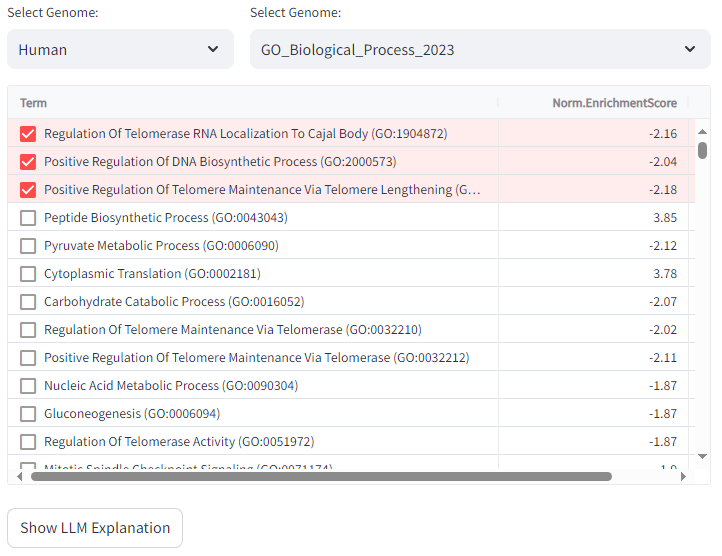 Select Genome: Select Genome:
Human GO_Biological_Process_2023
Term Norm.EnrichmentScore
Regulation Of Telomerase RNA Localization To Cajal Body (GO:1904872) -2.16
Positive Regulation Of DNA Biosynthetic Process (GO:2000573) -2.04
Positive Regulation Of Telomere Maintenance Via Telomere Lengthening (G... -2.18
Peptide Biosynthetic Process (GO:0043043) 3.85
Pyruvate Metabolic Process (GO:0006090) -2.12
Cytoplasmic Translation (GO:0002181) 3.78
Carbohydrate Catabolic Process (GO:0016052) -2.07
Regulation Of Telomere Maintenance Via Telomerase (GO:0032210) -2.02
Positive Regulation Of Telomere Maintenance Via Telomerase (GO:0032212) -2.11
Nucleic Acid Metabolic Process (GO:0090304) -1.87
Gluconeogenesis (GO:0006094) -1.87
Regulation Of Telomerase Activity (GO:0051972) -1.87
Mitotic Spindle Checkpoint Signaling (GO:0071174)
Show LLM Explanation